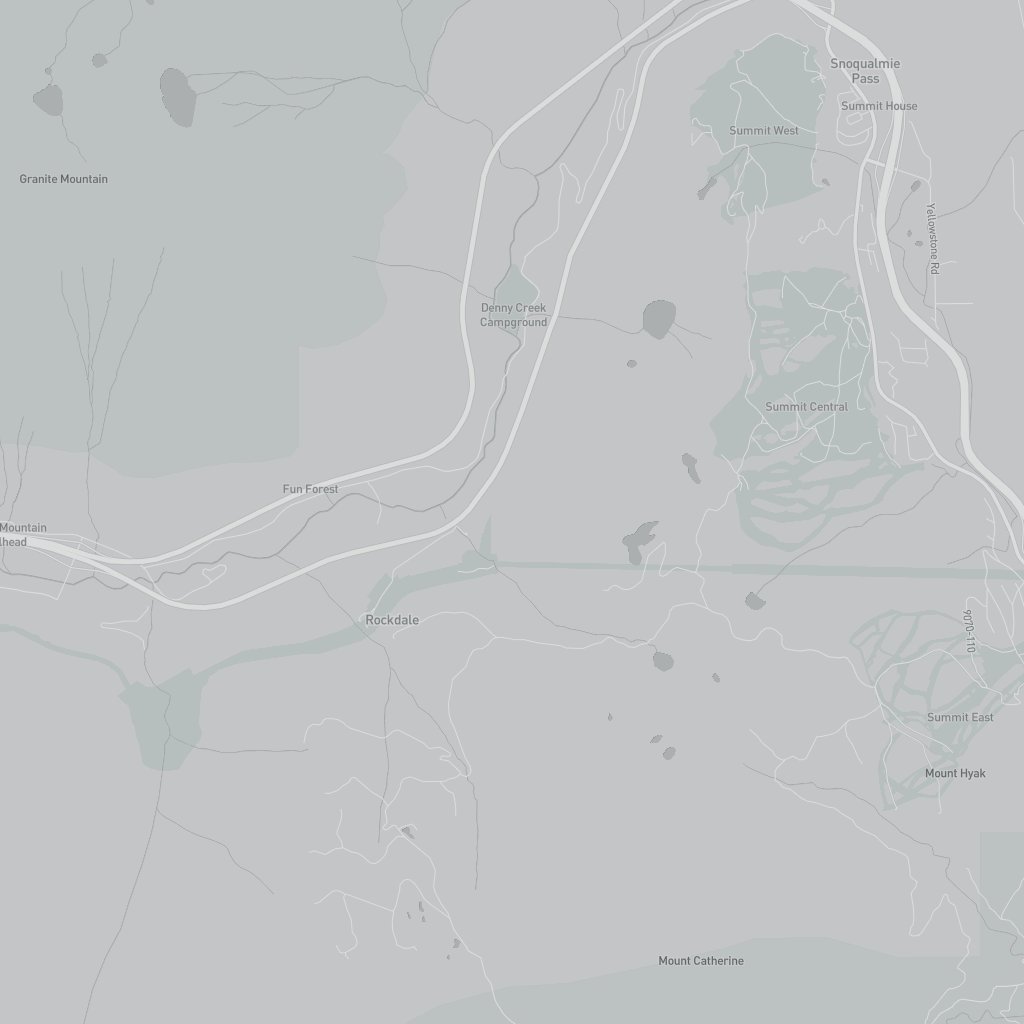 Snoqualmie
Pass
Summit House
Summit West
Granite Mountain
Yellowstone Rd
Denny Creek
Campground
Summit Central
Fun Forest
Mountain
lhead
Rockdale
9070-110
Summit East
Mount Hyak
Mount Catherine